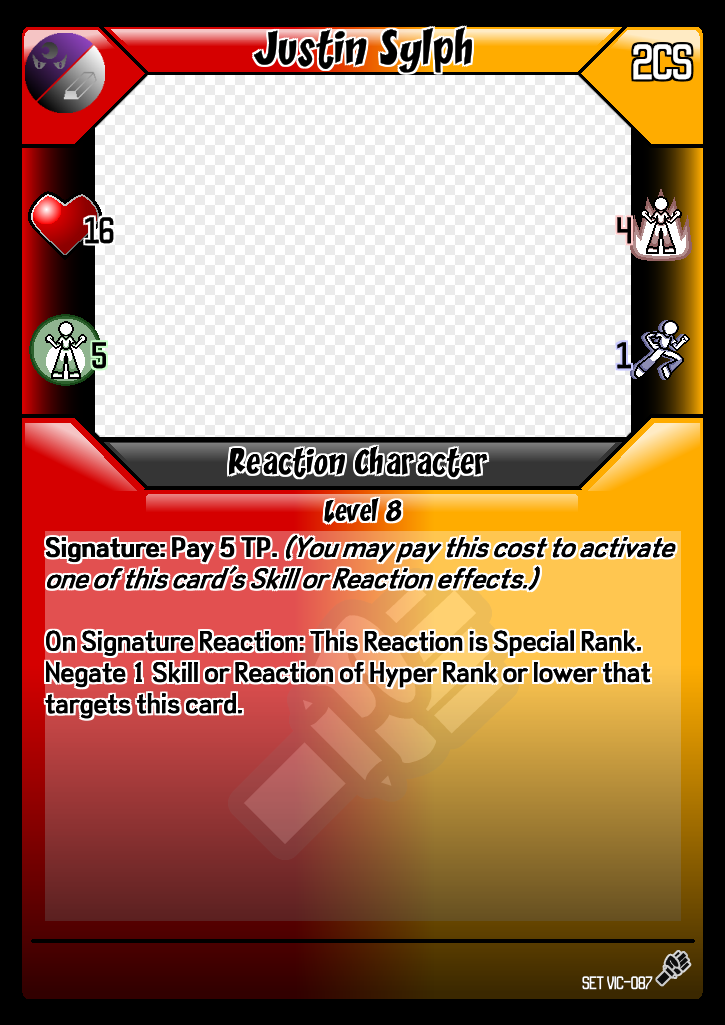 Justin Sylph
2CS
16
4
5
1
Reaction Character
Level 8
Signature: Pay 5 TP. (You may pay this cost to activate
one of this card's Skill or Reaction effects.)
On Signature Reaction: This Reaction is Special Rank.
Negate 1 Skill or Reaction of Hyper Rank or lower that
targets this card.
SET VIC-087